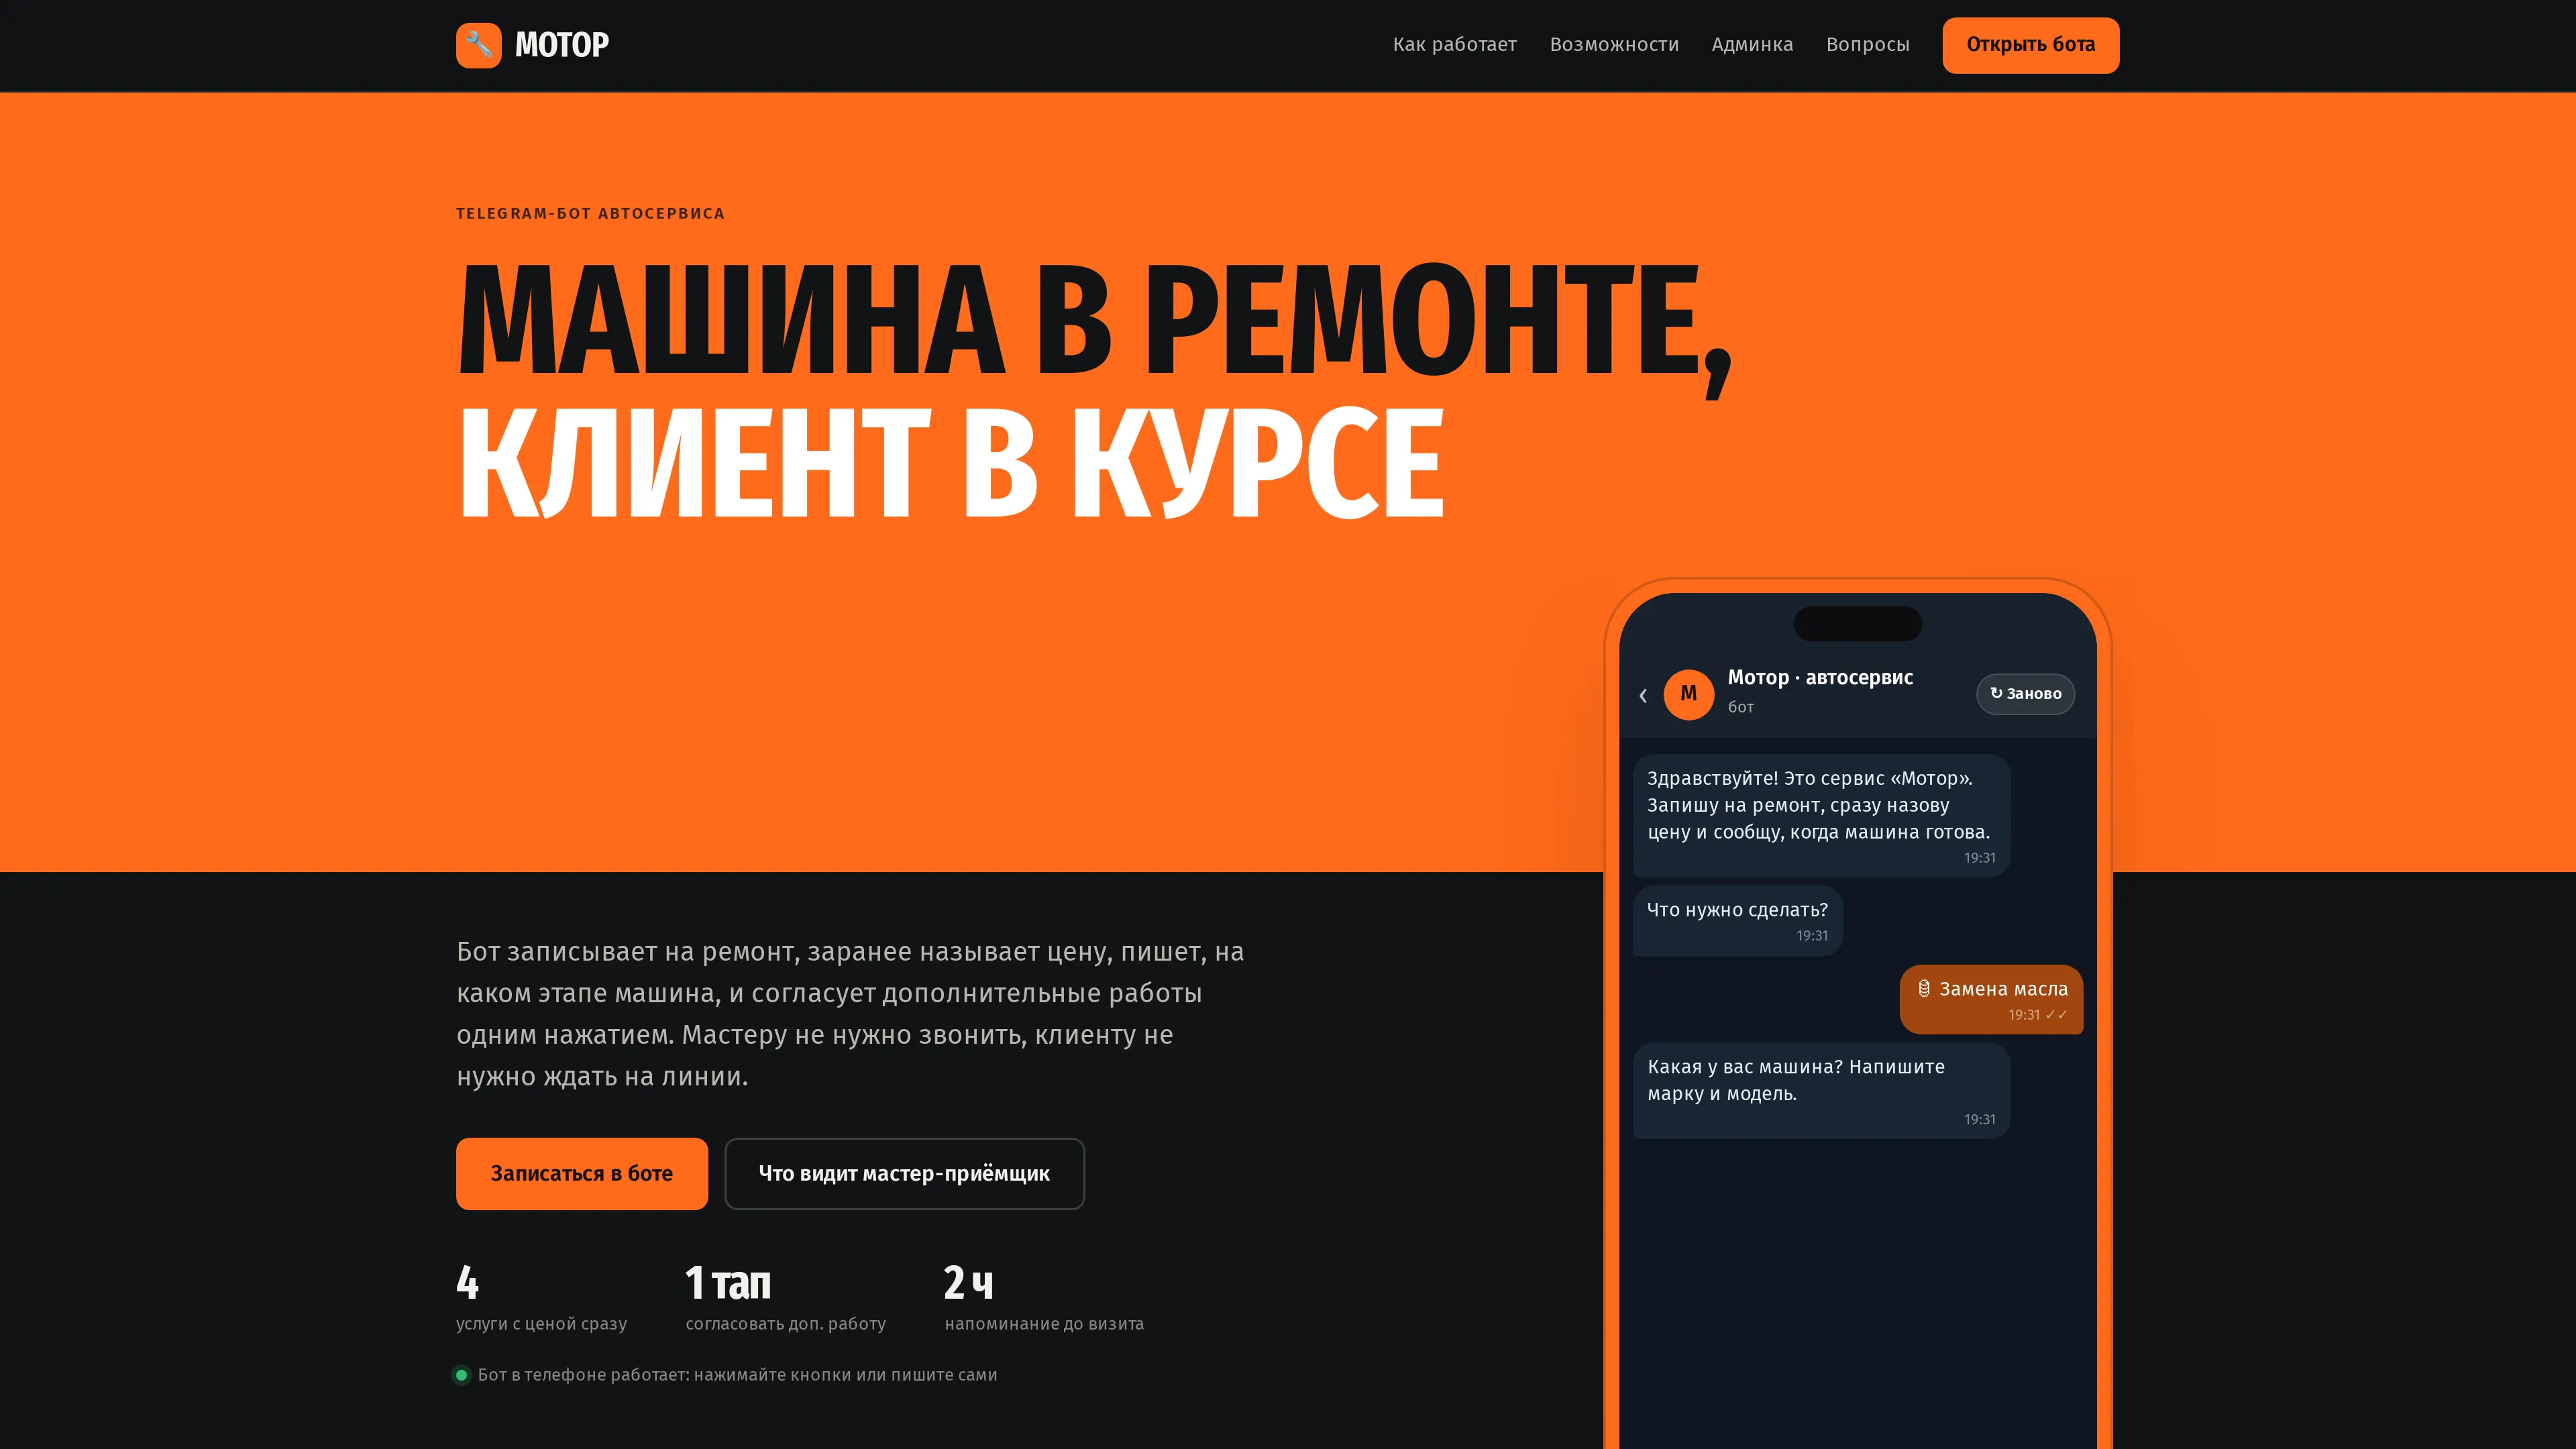 МОТОР
Как работает
Возможности
Админка
Вопросы
Открыть бота
TELEGRAM-БОТ АВТОСЕРВИСА
МАШИНА В РЕМОНТЕ,
КЛИЕНТ В КУРСЕ
Бот записывает на ремонт, заранее называет цену, пишет, на
каком этапе машина, и согласует дополнительные работы
одним нажатием. Мастеру не нужно звонить, клиенту не
нужно ждать на линии.
Записаться в боте
Что видит мастер-приёмщик
4
услуги с ценой сразу
1 тап
согласовать доп. работу
2 ч
напоминание до визита
Бот в телефоне работает: нажимайте кнопки или пишите сами
М
Мотор · автосервис
бот
↻ Заново
Здравствуйте! Это сервис «Мотор».
Запишу на ремонт, сразу назову
цену и сообщу, когда машина готова.
19:31
Что нужно сделать?
19:31
🛢 Замена масла
19:31 ✓✓
Какая у вас машина? Напишите
марку и модель.
19:31